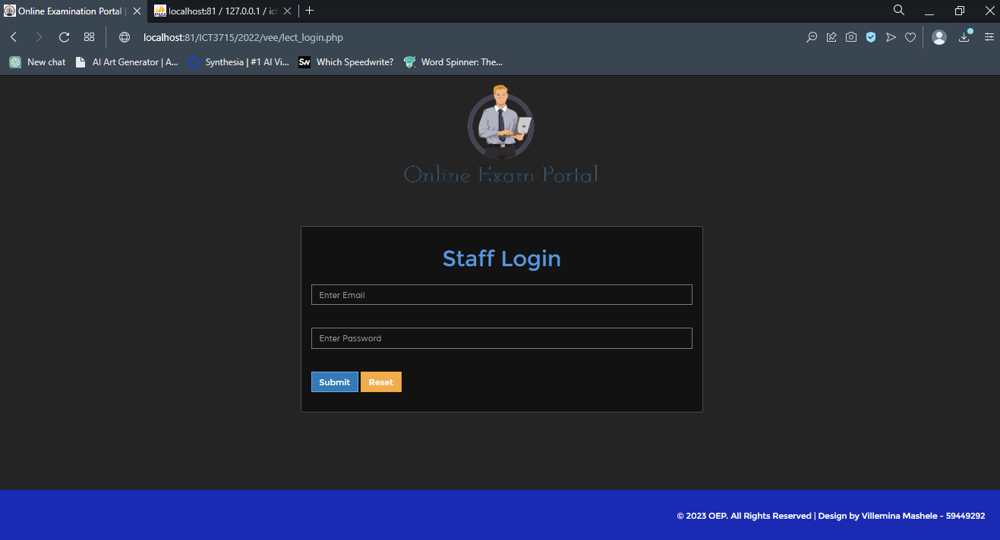 Online Examination Portal |
localhost:81 / 127.0.0.1 / ict
localhost:81/ICT3715/2022/vee/lect_login.php
New chat
AI Art Generator | A...
Synthesia | #1 AI Vi...
SW Which Speedwrite?
Word Spinner: The...
Online Exam Portal
Staff Login
Enter Email
Enter Password
Submit Reset
© 2023 OEP. All Rights Reserved | Design by Villemina Mashele - 59449292